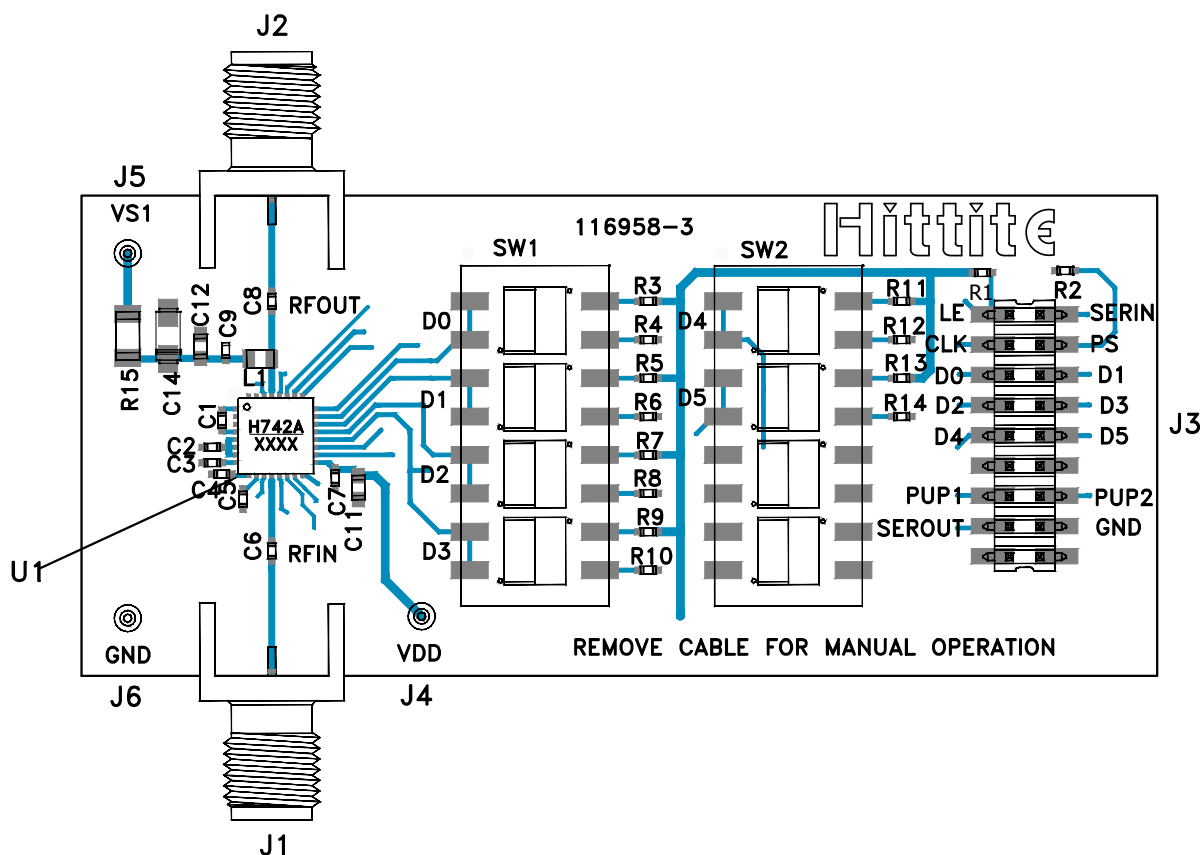 J2
J5
VS1
116958-3
Hittite
SW1
SW2
C12
C9
C8
RFOUT
R15
C14
L1
D0
D1
D2
D3
R3
R4
R5
R6
R7
R8
R9
R10
D4
D5
R11
R12
R13
R14
R1
R2
LE
SERIN
CLK
PS
D0
D1
D2
D3
D4
D5
PUP1
PUP2
SEROUT
GND
J3
C1
C2
C3
C4
C5
H742A
XXXX
C7
C11
C6
RFIN
U1
GND
VDD
REMOVE CABLE FOR MANUAL OPERATION
J6
J4
J1